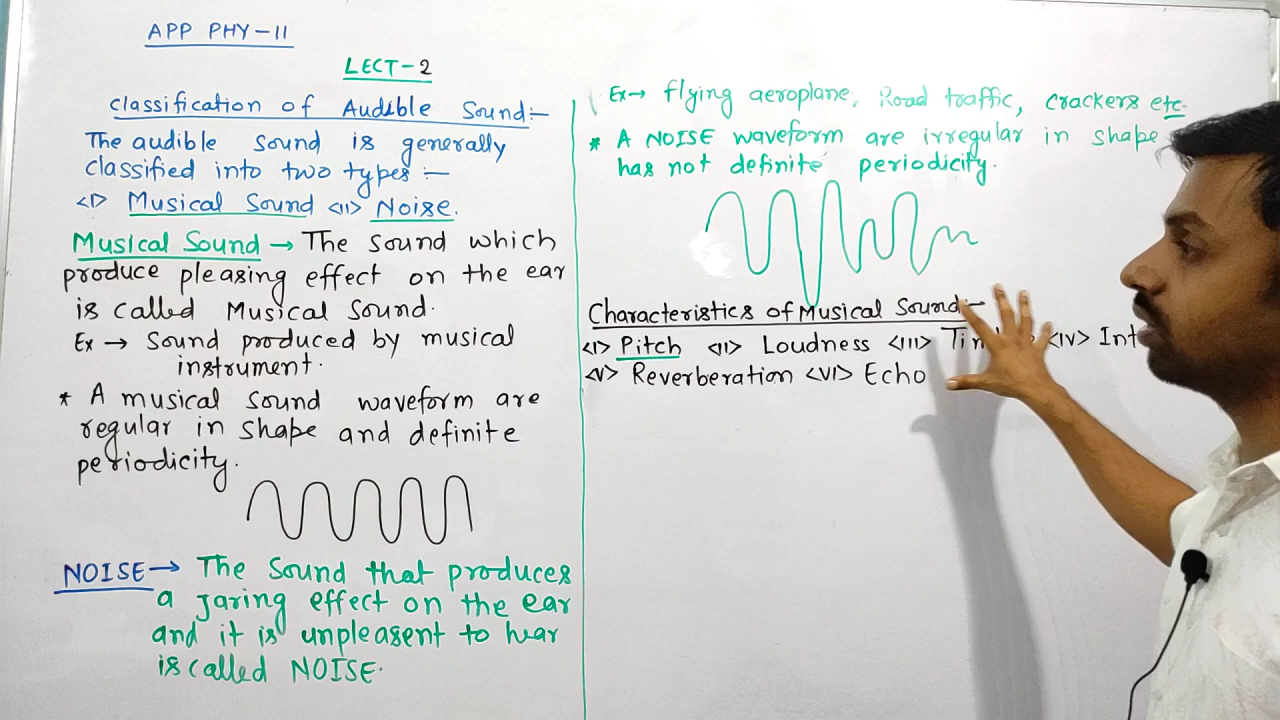 APP PHY-II
LECT-2
Classification of Audible Sound:-
The audible sound is generally
classified into two types:-
<I> Musical Sound <II> Noise.
Musical Sound → The sound which
produce pleasing effect on the ear
is called Musical Sound.
Ex → Sound produced by musical
instrument.
* A musical sound waveform are
regular in shape and definite
periodicity.
NOISE → The sound that produces
a jaring effect on the ear
and it is unpleasent to hear
is called NOISE.
Ex → flying aeroplane, Road traffic, crackers etc.
* A NOISE waveform are irregular in shape
has not definite periodicity.
Characteristics of Musical Sound:-
<I> Pitch <II> Loudness <III> <IV>
<V> Reverberation <VI> Echo